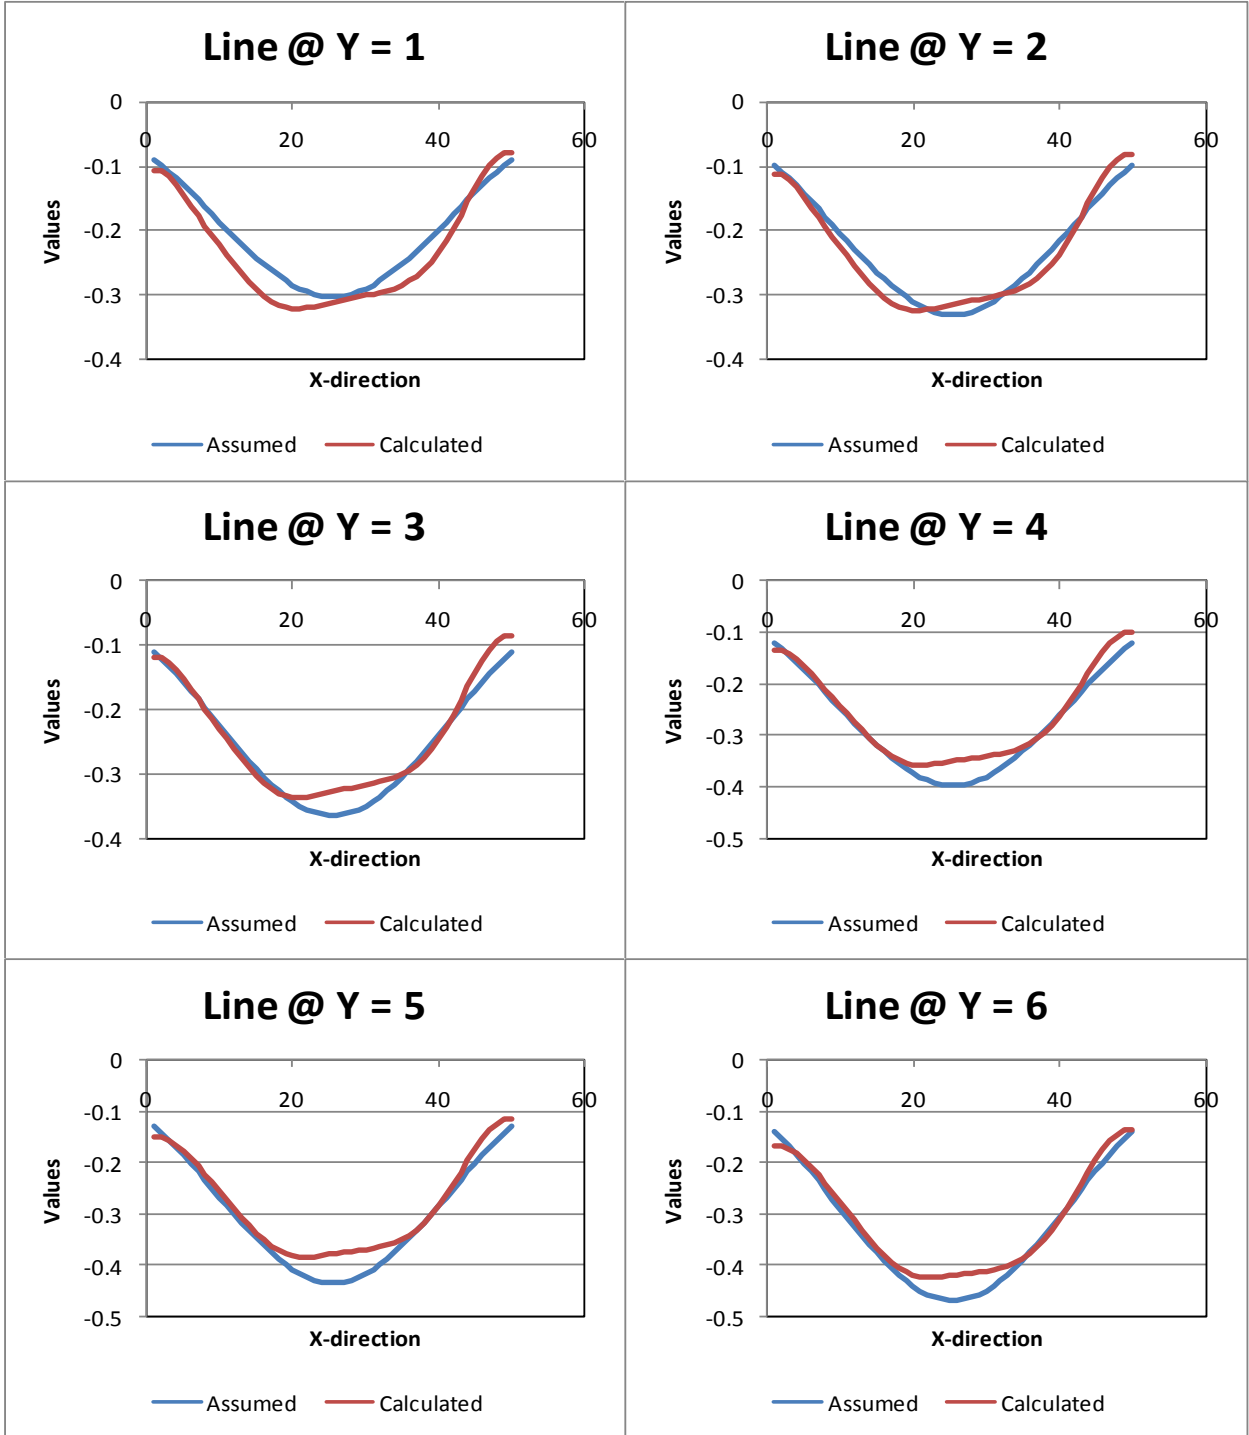 Line @ Y = 1
0
0 20 40 60
-0.1
-0.2
-0.3
-0.4
Values
X-direction
Assumed Calculated
Line @ Y = 2
0
0 20 40 60
-0.1
-0.2
-0.3
-0.4
Values
X-direction
Assumed Calculated
Line @ Y = 3
0
0 20 40 60
-0.1
-0.2
-0.3
-0.4
Values
X-direction
Assumed Calculated
Line @ Y = 4
0
0 20 40 60
-0.1
-0.2
-0.3
-0.4
-0.5
Values
X-direction
Assumed Calculated
Line @ Y = 5
0
0 20 40 60
-0.1
-0.2
-0.3
-0.4
-0.5
Values
X-direction
Assumed Calculated
Line @ Y = 6
0
0 20 40 60
-0.1
-0.2
-0.3
-0.4
-0.5
Values
X-direction
Assumed Calculated